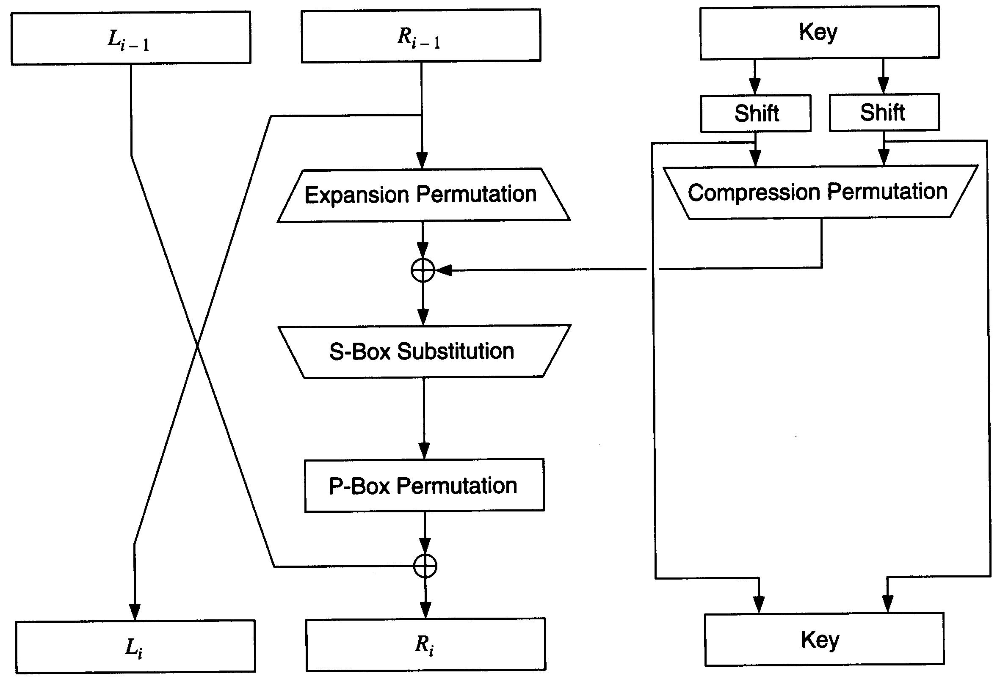 L_{i-1}
R_{i-1}
Key
Shift
Shift
Expansion Permutation
Compression Permutation
S-Box Substitution
P-Box Permutation
L_i
R_i
Key